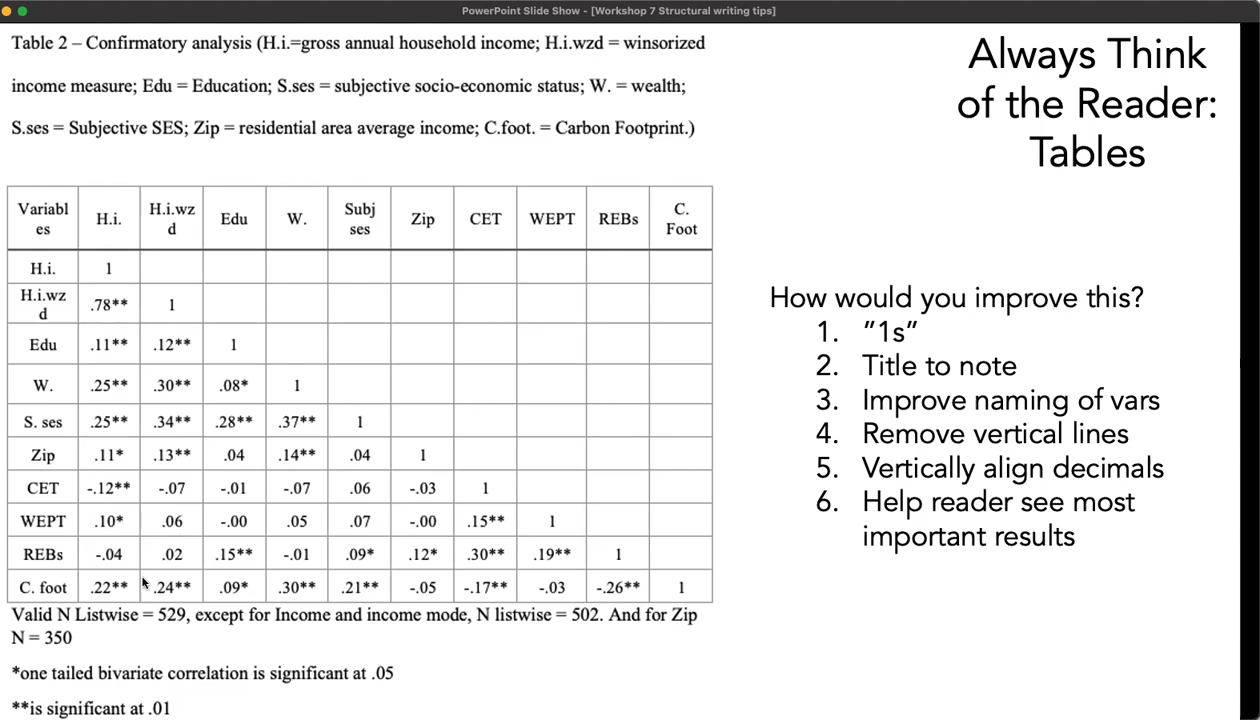 PowerPoint Slide Show - [Workshop 7 Structural writing tips]
Table 2 – Confirmatory analysis (H.i.=gross annual household income; H.i.wzd = winsorized
income measure; Edu = Education; S.ses = subjective socio-economic status; W. = wealth;
S.ses = Subjective SES; Zip = residential area average income; C.foot. = Carbon Footprint.)
Variabl
es H.i. H.i.wz
d Edu W. Subj
ses Zip CET WEPT REBs C.
Foot
H.i. 1
H.i.wz
d .78** 1
Edu .11** .12** 1
W. .25** .30** .08* 1
S. ses .25** .34** .28** .37** 1
Zip .11* .13** .04 .14** .04 1
CET -.12** -.07 -.01 -.07 .06 -.03 1
WEPT .10* .06 -.00 .05 .07 -.00 .15** 1
REBs -.04 .02 .15** -.01 .09* .12* .30** .19** 1
C. foot .22** .24** .09* .30** .21** -.05 -.17** -.03 -.26** 1
Valid N Listwise = 529, except for Income and income mode, N listwise = 502. And for Zip
N = 350
*one tailed bivariate correlation is significant at .05
**is significant at .01
Always Think
of the Reader:
Tables
How would you improve this?
1. "1s"
2. Title to note
3. Improve naming of vars
4. Remove vertical lines
5. Vertically align decimals
6. Help reader see most
important results